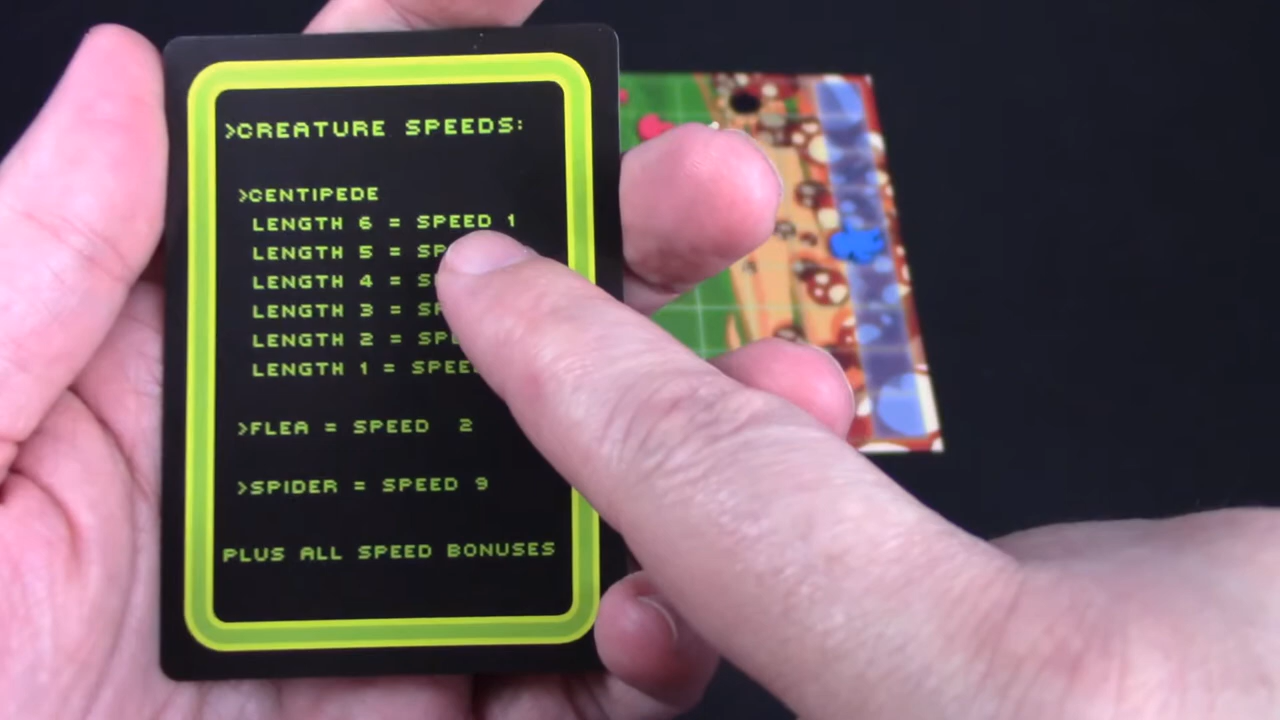 >CREATURE SPEEDS:
>CENTIPEDE
LENGTH 6 = SPEED 1
LENGTH 5 =
LENGTH 4 =
LENGTH 3 =
LENGTH 2 =
LENGTH 1 =
>FLEA = SPEED 2
>SPIDER = SPEED 9
PLUS ALL SPEED BONUSES